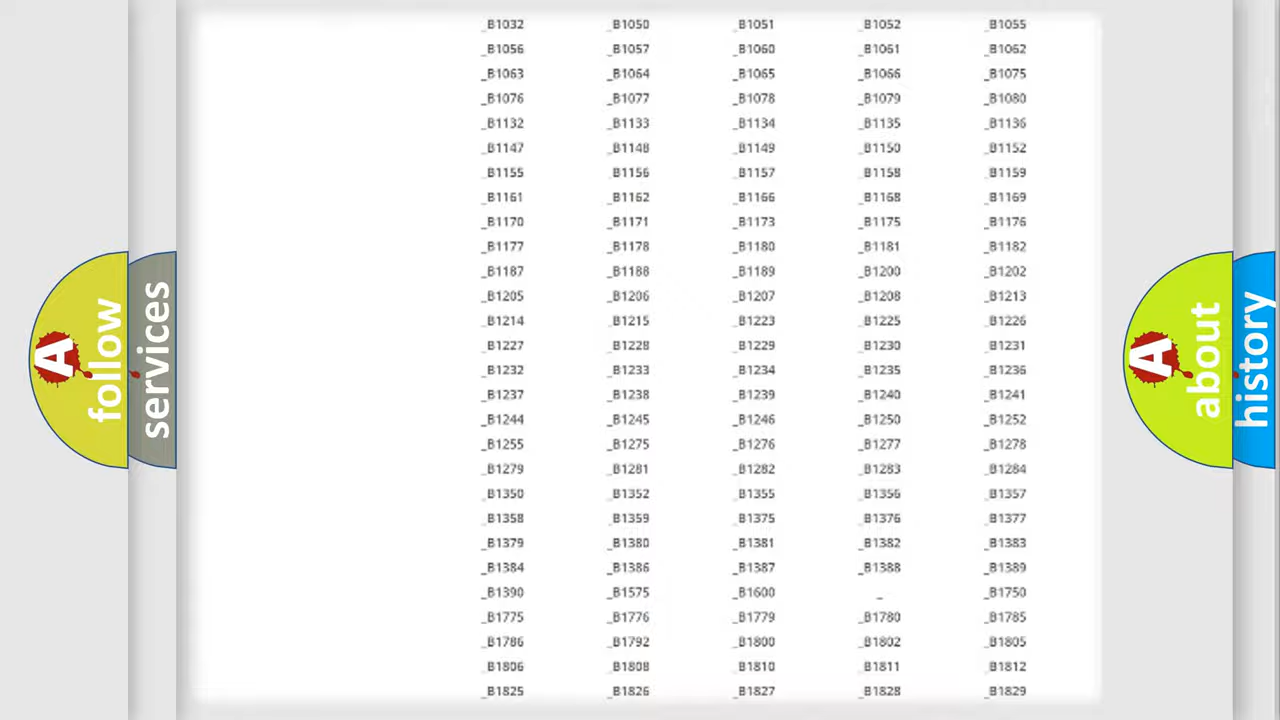 _B1032 _B1050 _B1051 _B1052 _B1055
_B1056 _B1057 _B1060 _B1061 _B1062
_B1063 _B1064 _B1065 _B1066 _B1075
_B1076 _B1077 _B1078 _B1079 _B1080
_B1132 _B1133 _B1134 _B1135 _B1136
_B1147 _B1148 _B1149 _B1150 _B1152
_B1155 _B1156 _B1157 _B1158 _B1159
_B1161 _B1162 _B1166 _B1168 _B1169
_B1170 _B1171 _B1173 _B1175 _B1176
_B1177 _B1178 _B1180 _B1181 _B1182
_B1187 _B1188 _B1189 _B1200 _B1202
_B1205 _B1206 _B1207 _B1208 _B1213
_B1214 _B1215 _B1223 _B1225 _B1226
_B1227 _B1228 _B1229 _B1230 _B1231
_B1232 _B1233 _B1234 _B1235 _B1236
_B1237 _B1238 _B1239 _B1240 _B1241
_B1244 _B1245 _B1246 _B1250 _B1252
_B1255 _B1275 _B1276 _B1277 _B1278
_B1279 _B1281 _B1282 _B1283 _B1284
_B1350 _B1352 _B1355 _B1356 _B1357
_B1358 _B1359 _B1375 _B1376 _B1377
_B1379 _B1380 _B1381 _B1382 _B1383
_B1384 _B1386 _B1387 _B1388 _B1389
_B1390 _B1575 _B1600 _ _B1750
_B1775 _B1776 _B1779 _B1780 _B1785
_B1786 _B1792 _B1800 _B1802 _B1805
_B1806 _B1808 _B1810 _B1811 _B1812
_B1825 _B1826 _B1827 _B1828 _B1829
A follow
services
A about
history